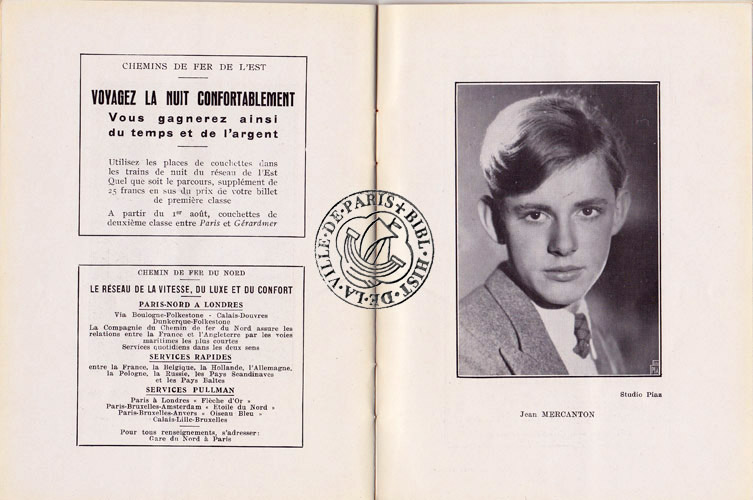 CHEMINS DE FER DE L'EST
VOYAGEZ LA NUIT CONFORTABLEMENT
Vous gagnerez ainsi
du temps et de l'argent
Utilisez les places de couchettes dans
les trains de nuit du réseau de l'Est
Quel que soit le parcours, supplément de
25 francs en sus du prix de votre billet
de première classe
A partir du 1er août, couchettes de
deuxième classe entre Paris et Gérardmer
CHEMIN DE FER DU NORD
LE RÉSEAU DE LA VITESSE, DU LUXE ET DU CONFORT
PARIS-NORD A LONDRES
Via Boulogne-Folkestone - Calais-Douvres
Dunkerque-Folkestone
La Compagnie du Chemin de fer du Nord assure les
relations entre la France et l'Angleterre par les voies
maritimes les plus courtes
Services quotidiens dans les deux sens
SERVICES RAPIDES
entre la France, la Belgique, la Hollande, l'Allemagne,
la Pologne, la Russie, les Pays Scandinaves
et les Pays Baltes
SERVICES PULLMAN
Paris à Londres « Flèche d'Or »
Paris-Bruxelles-Amsterdam « Etoile du Nord »
Paris-Bruxelles-Anvers « Oiseau Bleu »
Calais-Lille-Bruxelles
Pour tous renseignements, s'adresser:
Gare du Nord à Paris
BIBL·HIST·DE·LA·VILLE·DE·PARIS
Studio Piaz
Jean MERCANTON